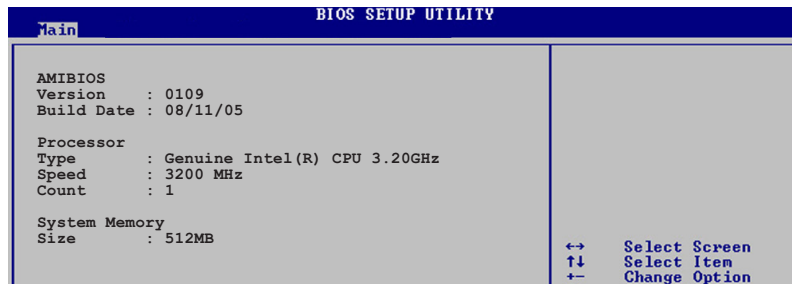 BIOS SETUP UTILITY
Main
AMIBIOS
Version : 0109
Build Date : 08/11/05
Processor
Type : Genuine Intel(R) CPU 3.20GHz
Speed : 3200 MHz
Count : 1
System Memory
Size : 512MB
←→ Select Screen
↑↓ Select Item
+- Change Option